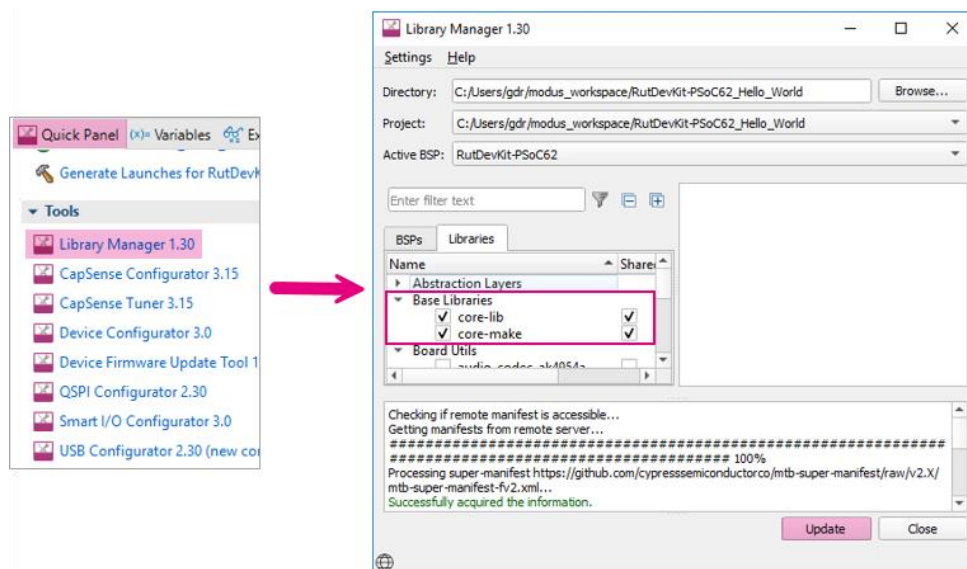 Quick Panel (x)= Variables Ex
Generate Launches for RutDevK
Tools
Library Manager 1.30
CapSense Configurator 3.15
CapSense Tuner 3.15
Device Configurator 3.0
Device Firmware Update Tool 1
QSPI Configurator 2.30
Smart I/O Configurator 3.0
USB Configurator 2.30 (new co
Library Manager 1.30
Settings Help
Directory: C:/Users/gdr/modus_workspace/RutDevKit-PSoC62_Hello_World Browse...
Project: C:/Users/gdr/modus_workspace/RutDevKit-PSoC62_Hello_World
Active BSP: RutDevKit-PSoC62
Enter filter text
BSPs Libraries
Name Share
Abstraction Layers
Base Libraries
core-lib
core-make
Board Utils
audio-codec-ak4954a
Checking if remote manifest is accessible...
Getting manifests from remote server...
##############################################################
###################################### 100%
Processing super-manifest https://github.com/cypresssemiconductorco/mtb-super-manifest/raw/v2.X/
mtb-super-manifest-fv2.xml...
Successfully acquired the information.
Update Close